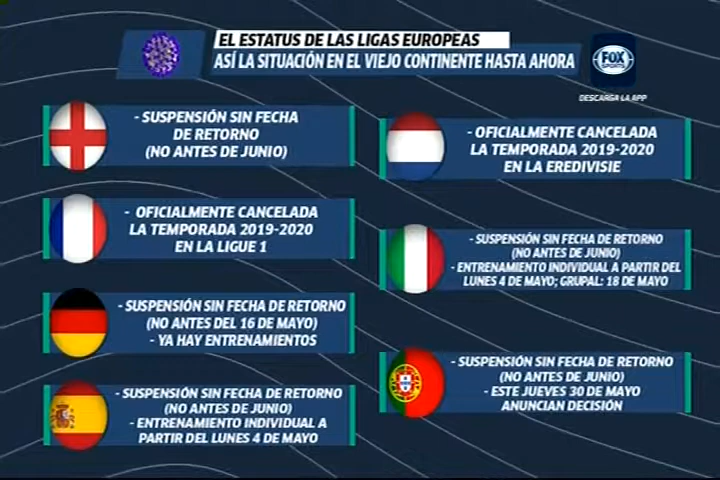 EL ESTATUS DE LAS LIGAS EUROPEAS
ASÍ LA SITUACIÓN EN EL VIEJO CONTINENTE HASTA AHORA
FOX
SPORTS
DESCARGA LA APP
- SUSPENSIÓN SIN FECHA
DE RETORNO
(NO ANTES DE JUNIO)
- OFICIALMENTE CANCELADA
LA TEMPORADA 2019-2020
EN LA LIGUE 1
- SUSPENSIÓN SIN FECHA DE RETORNO
(NO ANTES DEL 16 DE MAYO)
- YA HAY ENTRENAMIENTOS
- SUSPENSIÓN SIN FECHA DE RETORNO
(NO ANTES DE JUNIO)
- ENTRENAMIENTO INDIVIDUAL A
PARTIR DEL LUNES 4 DE MAYO
- OFICIALMENTE CANCELADA
LA TEMPORADA 2019-2020
EN LA EREDIVISIE
- SUSPENSIÓN SIN FECHA DE RETORNO
(NO ANTES DE JUNIO)
- ENTRENAMIENTO INDIVIDUAL A PARTIR DEL
LUNES 4 DE MAYO; GRUPAL: 18 DE MAYO
- SUSPENSIÓN SIN FECHA DE RETORNO
(NO ANTES DE JUNIO)
- ESTE JUEVES 30 DE MAYO
ANUNCIAN DECISIÓN